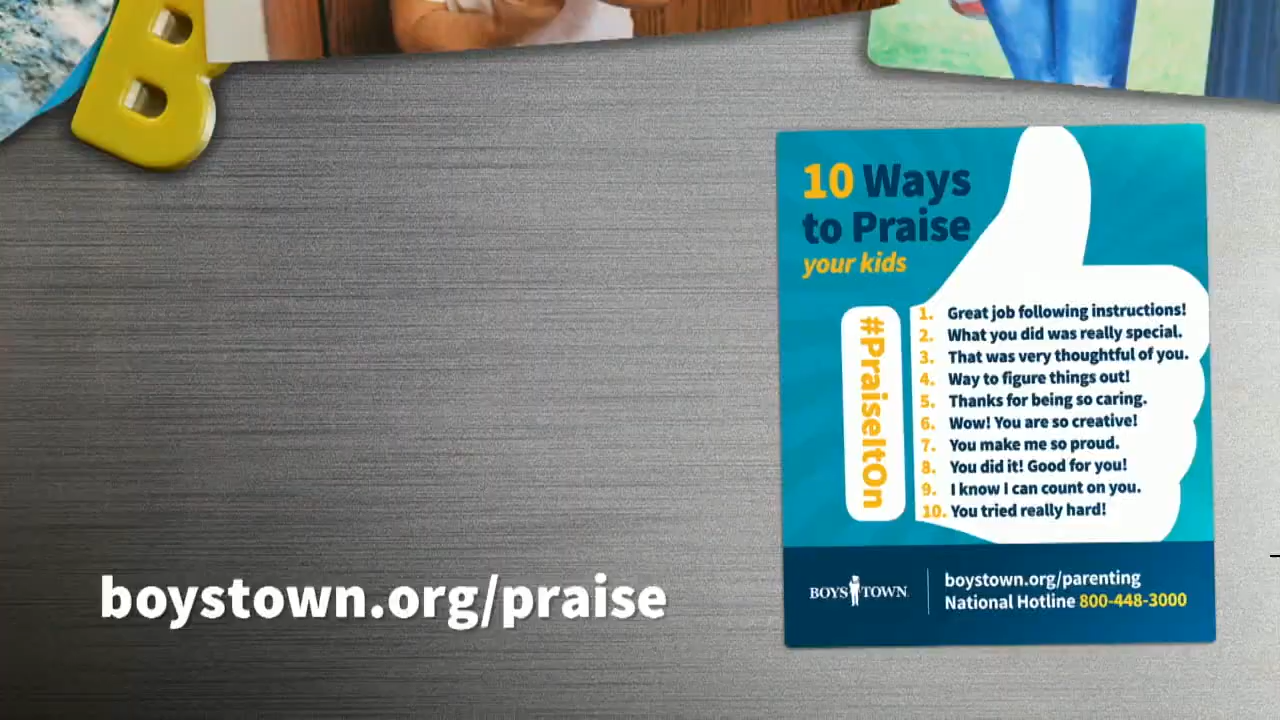 B
10 Ways
to Praise
your kids
#PraiseItOn
1. Great job following instructions!
2. What you did was really special.
3. That was very thoughtful of you.
4. Way to figure things out!
5. Thanks for being so caring.
6. Wow! You are so creative!
7. You make me so proud.
8. You did it! Good for you!
9. I know I can count on you.
10. You tried really hard!
BOYS TOWN
boystown.org/parenting
National Hotline 800-448-3000
boystown.org/praise